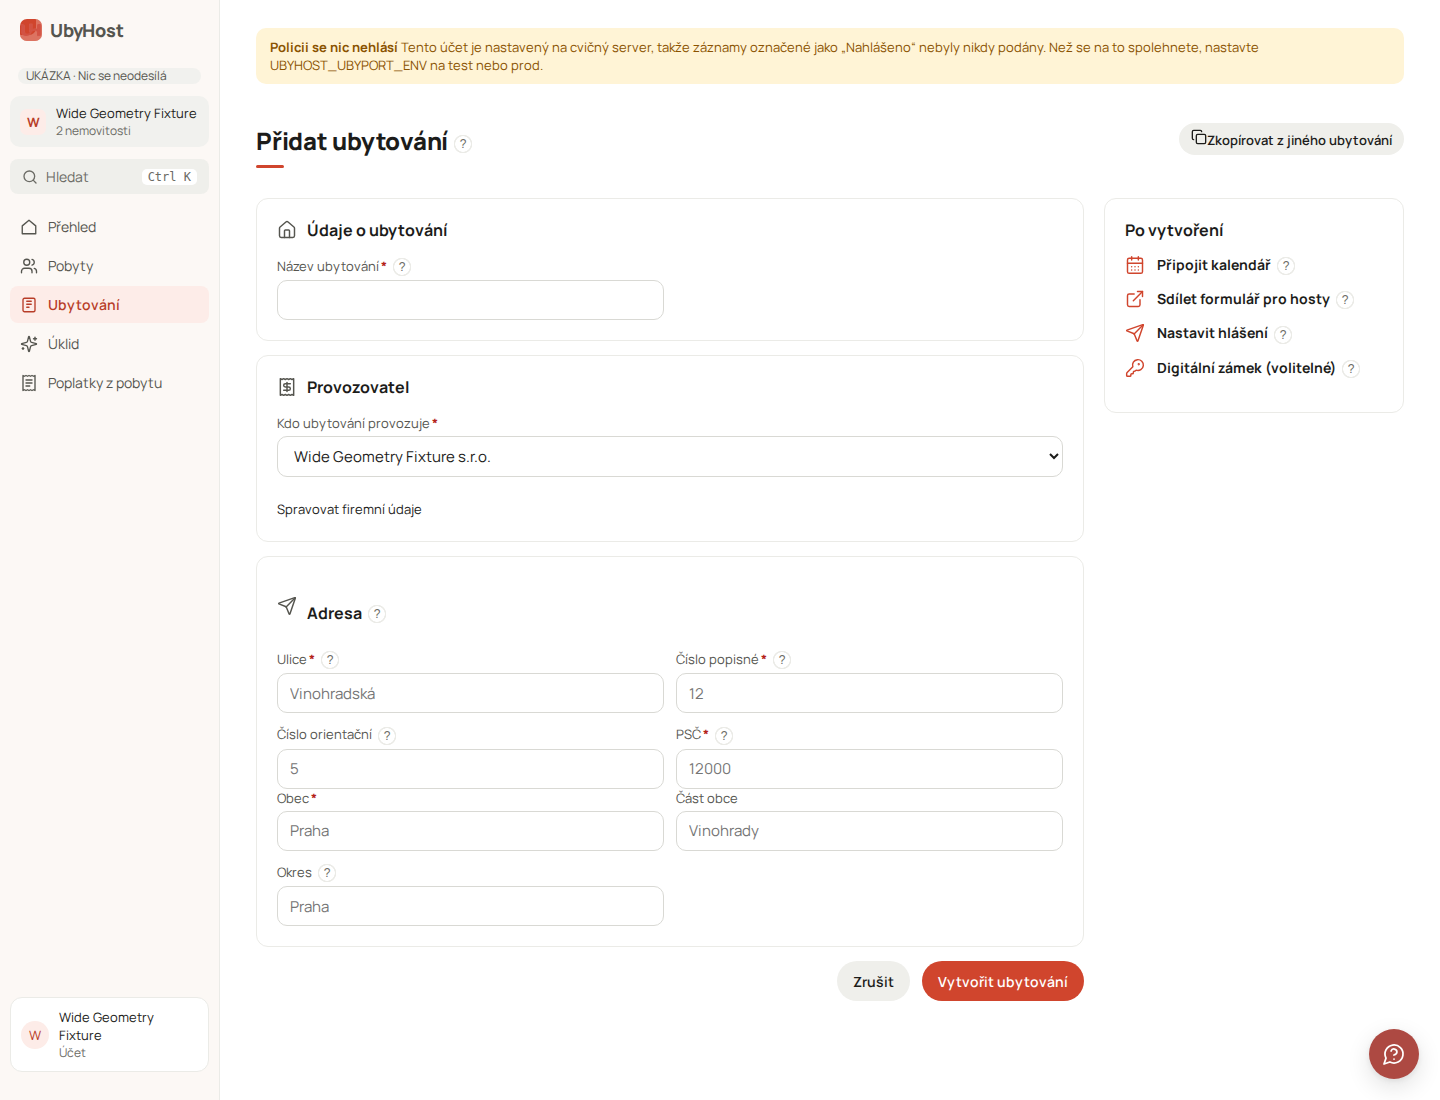 UbyHost
UKÁZKA · Nic se neodesílá
W
Wide Geometry Fixture
2 nemovitosti
Hledat
Ctrl K
Přehled
Pobyty
Ubytování
Úklid
Poplatky z pobytu
W
Wide Geometry
Fixture
Účet
Policii se nic nehlásí Tento účet je nastavený na cvičný server, takže záznamy označené jako „Nahlášeno“ nebyly nikdy podány. Než se na to spolehnete, nastavte
UBYHOST_UBYPORT_ENV na test nebo prod.
Přidat ubytování ?
Zkopírovat z jiného ubytování
Údaje o ubytování
Název ubytování * ?
Provozovatel
Kdo ubytování provozuje *
Wide Geometry Fixture s.r.o.
Spravovat firemní údaje
Adresa ?
Ulice * ?
Číslo popisné * ?
Vinohradská
12
Číslo orientační ?
PSČ * ?
5
12000
Obec *
Část obce
Praha
Vinohrady
Okres ?
Praha
Zrušit
Vytvořit ubytování
Po vytvoření
Připojit kalendář ?
Sdílet formulář pro hosty ?
Nastavit hlášení ?
Digitální zámek (volitelné) ?